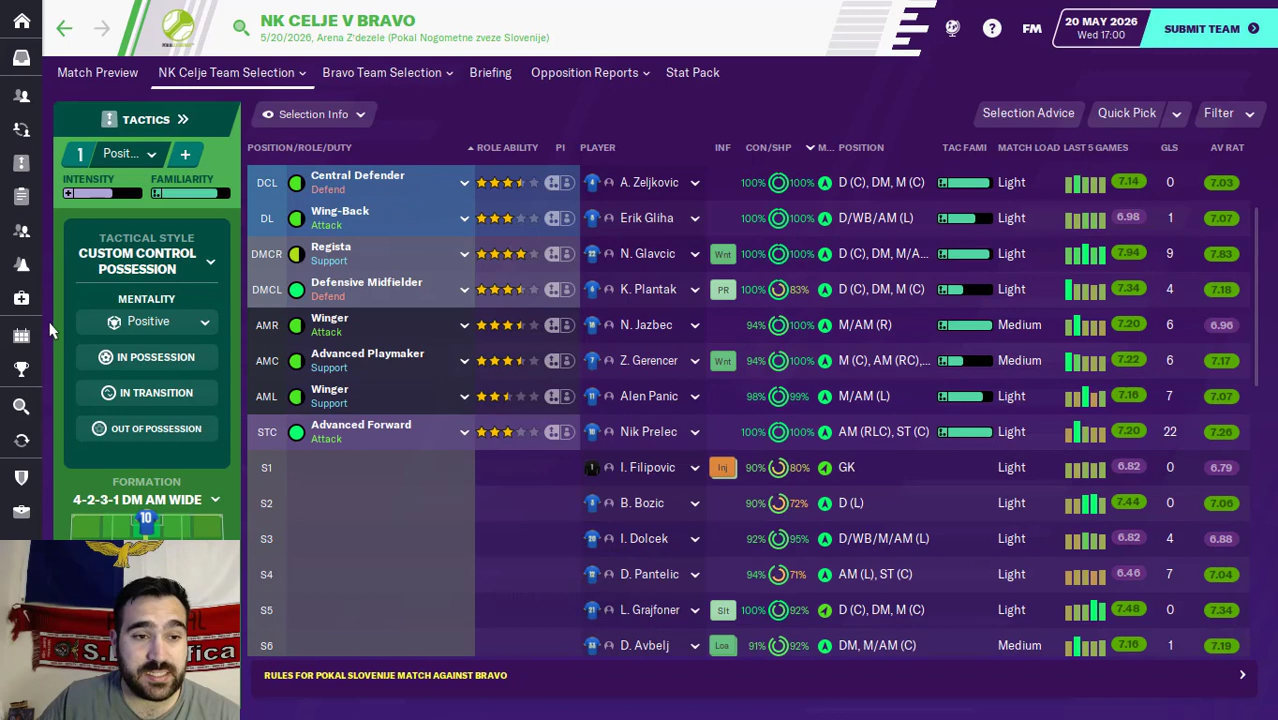 NK CELJE V BRAVO
5/20/2026, Arena Z'dezele (Pokal Nogometne zveze Slovenije)
FM
20 MAY 2026
Wed 17:00
SUBMIT TEAM
Match Preview
NK Celje Team Selection
Bravo Team Selection
Briefing
Opposition Reports
Stat Pack
TACTICS
1 Posit...
+
INTENSITY
FAMILIARITY
TACTICAL STYLE
CUSTOM CONTROL
POSSESSION
MENTALITY
Positive
IN POSSESSION
IN TRANSITION
OUT OF POSSESSION
FORMATION
4-2-3-1 DM AM WIDE
10
Selection Info
Selection Advice
Quick Pick
Filter
POSITION/ROLE/DUTY ROLE ABILITY PI PLAYER INF CON/SHP M... POSITION TAC FAMI MATCH LOAD LAST 5 GAMES GLS AV RAT
DCL Central Defender Defend A. Zeljkovic 100% 100% D (C), DM, M (C) Light 7.14 0 7.03
DL Wing-Back Attack Erik Gliha 100% 100% D/WB/AM (L) Light 6.98 1 7.07
DMCR Regista Support N. Glavcic Wnt 100% 100% D (C), DM, M/A... Light 7.94 9 7.83
DMCL Defensive Midfielder Defend K. Plantak PR 100% 83% D (C), DM, M (C) Light 7.34 4 7.18
AMR Winger Attack N. Jazbec 94% 100% M/AM (R) Medium 7.20 6 6.96
AMC Advanced Playmaker Support Z. Gerencer Wnt 94% 100% M (C), AM (RC),... Medium 7.22 6 7.17
AML Winger Support Alen Panic 98% 99% M/AM (L) Light 7.16 7 7.07
STC Advanced Forward Attack Nik Prelec 100% 100% AM (RLC), ST (C) Light 7.20 22 7.26
S1 I. Filipovic Inj 90% 80% GK Light 6.82 0 6.79
S2 B. Bozic 90% 72% D (L) Light 7.44 0 7.06
S3 I. Dolcek 92% 95% D/WB/M/AM (L) Light 6.82 4 6.88
S4 D. Pantelic 94% 71% AM (L), ST (C) Light 6.46 7 7.04
S5 L. Grajfoner Slt 100% 92% D (C), DM, M (C) Light 7.48 0 7.34
S6 D. Avbelj Loa 91% 92% DM, M/AM (C) Medium 7.16 1 7.19
RULES FOR POKAL SLOVENIJE MATCH AGAINST BRAVO